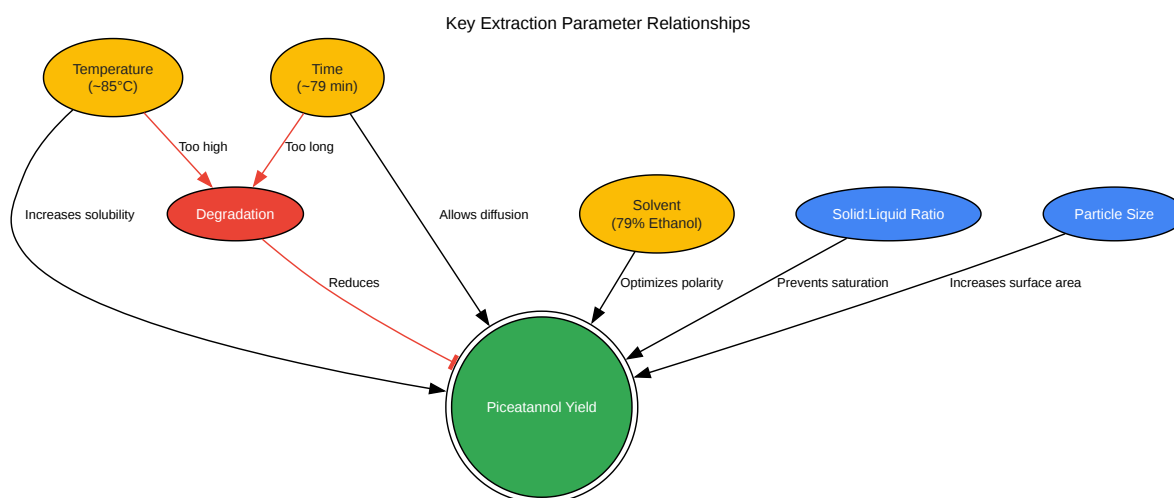 Key Extraction Parameter Relationships
Temperature
(~85°C)
Time
(~79 min)
Too high
Too long
Increases solubility
Degradation
Allows diffusion
Solvent
(79% Ethanol)
Solid:Liquid Ratio
Particle Size
Reduces
Optimizes polarity
Prevents saturation
Increases surface area
Piceatannol Yield